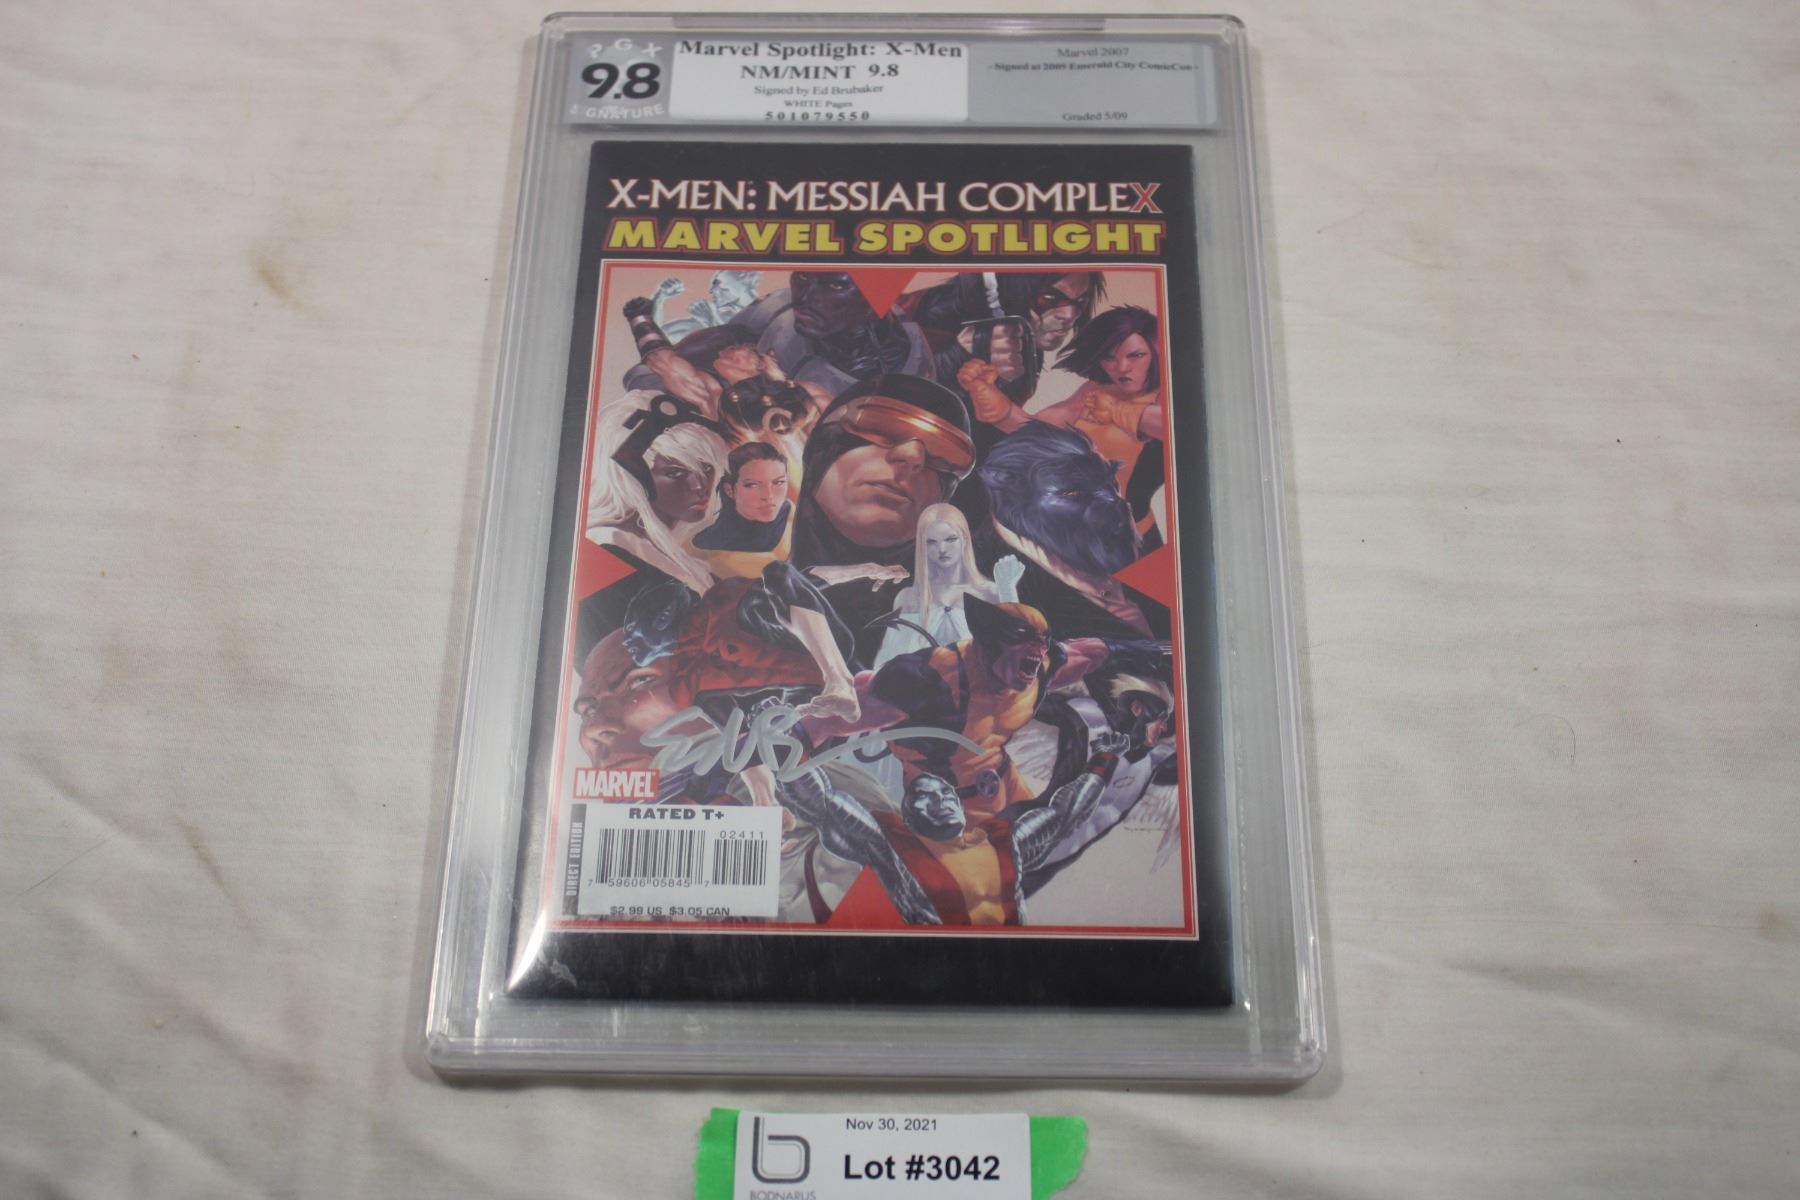 PGX
9.8
SIGNATURE
Marvel Spotlight: X-Men
NM/MINT 9.8
Signed by Ed Brubaker
WHITE Pages
501079550
Marvel 2007
- Signed at 2009 Emerald City ComicCon -
Graded 5/09
X-MEN: MESSIAH COMPLEX
MARVEL SPOTLIGHT
MARVEL
RATED T+
DIRECT EDITION
02411
7 59606 05845 7
$2.99 US $3.05 CAN
Nov 30, 2021
Lot #3042
BODNARUS